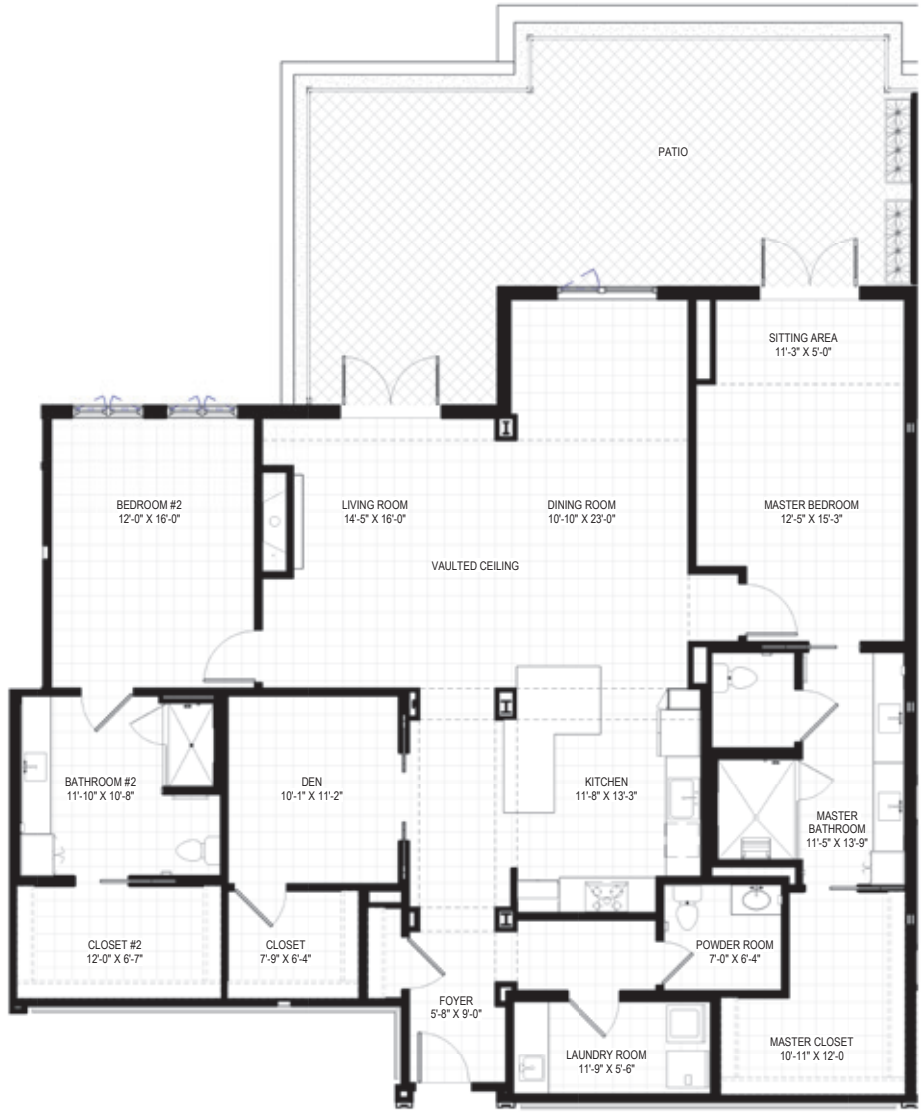 PATIO
SITTING AREA
11'-3" X 5'-0"
BEDROOM #2
12'-0" X 16'-0"
LIVING ROOM
14'-5" X 16'-0"
DINING ROOM
10'-10" X 23'-0"
MASTER BEDROOM
12'-5" X 15'-3"
VAULTED CEILING
BATHROOM #2
11'-10" X 10'-8"
DEN
10'-1" X 11'-2"
KITCHEN
11'-8" X 13'-3"
MASTER
BATHROOM
11'-5" X 13'-9"
CLOSET #2
12'-0" X 6'-7"
CLOSET
7'-9" X 6'-4"
POWDER ROOM
7'-0" X 6'-4"
FOYER
5'-8" X 9'-0"
LAUNDRY ROOM
11'-9" X 5'-6"
MASTER CLOSET
10'-11" X 12'-0